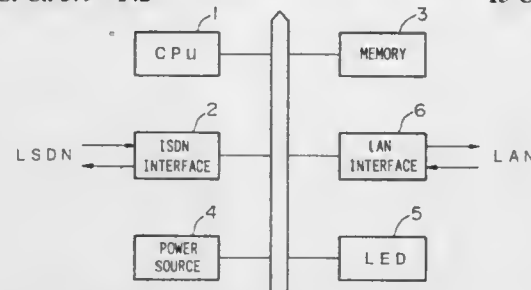 1
CPU
3
MEMORY
2
ISDN
INTERFACE
6
LAN
INTERFACE
LSDN
LAN
4
POWER
SOURCE
5
LED